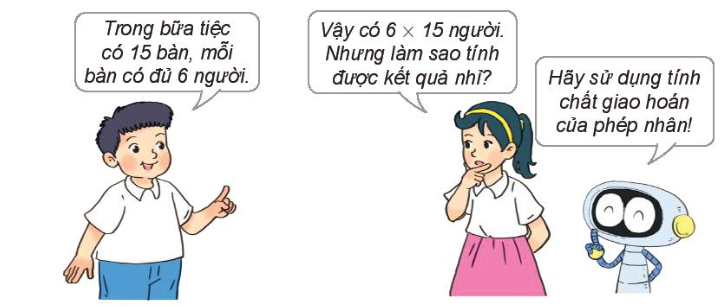 Trong bữa tiệc
có 15 bàn, mỗi
bàn có đủ 6 người.
Vậy có 6 × 15 người.
Nhưng làm sao tính
được kết quả nhỉ?
Hãy sử dụng tính
chất giao hoán
của phép nhân!